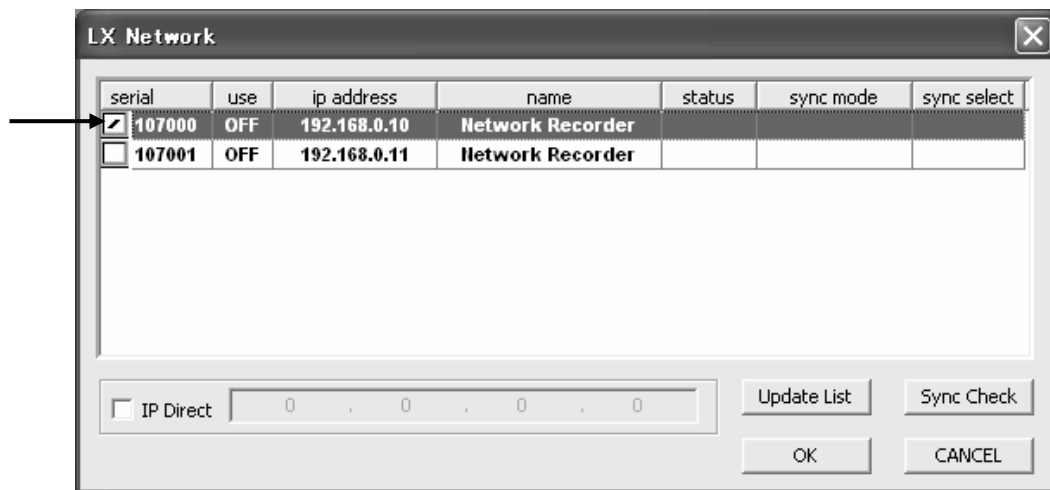 LX Network
serial use ip address name status sync mode sync select
107000 OFF 192.168.0.10 Network Recorder
107001 OFF 192.168.0.11 Network Recorder
IP Direct 0 . 0 . 0 . 0 Update List Sync Check
OK CANCEL